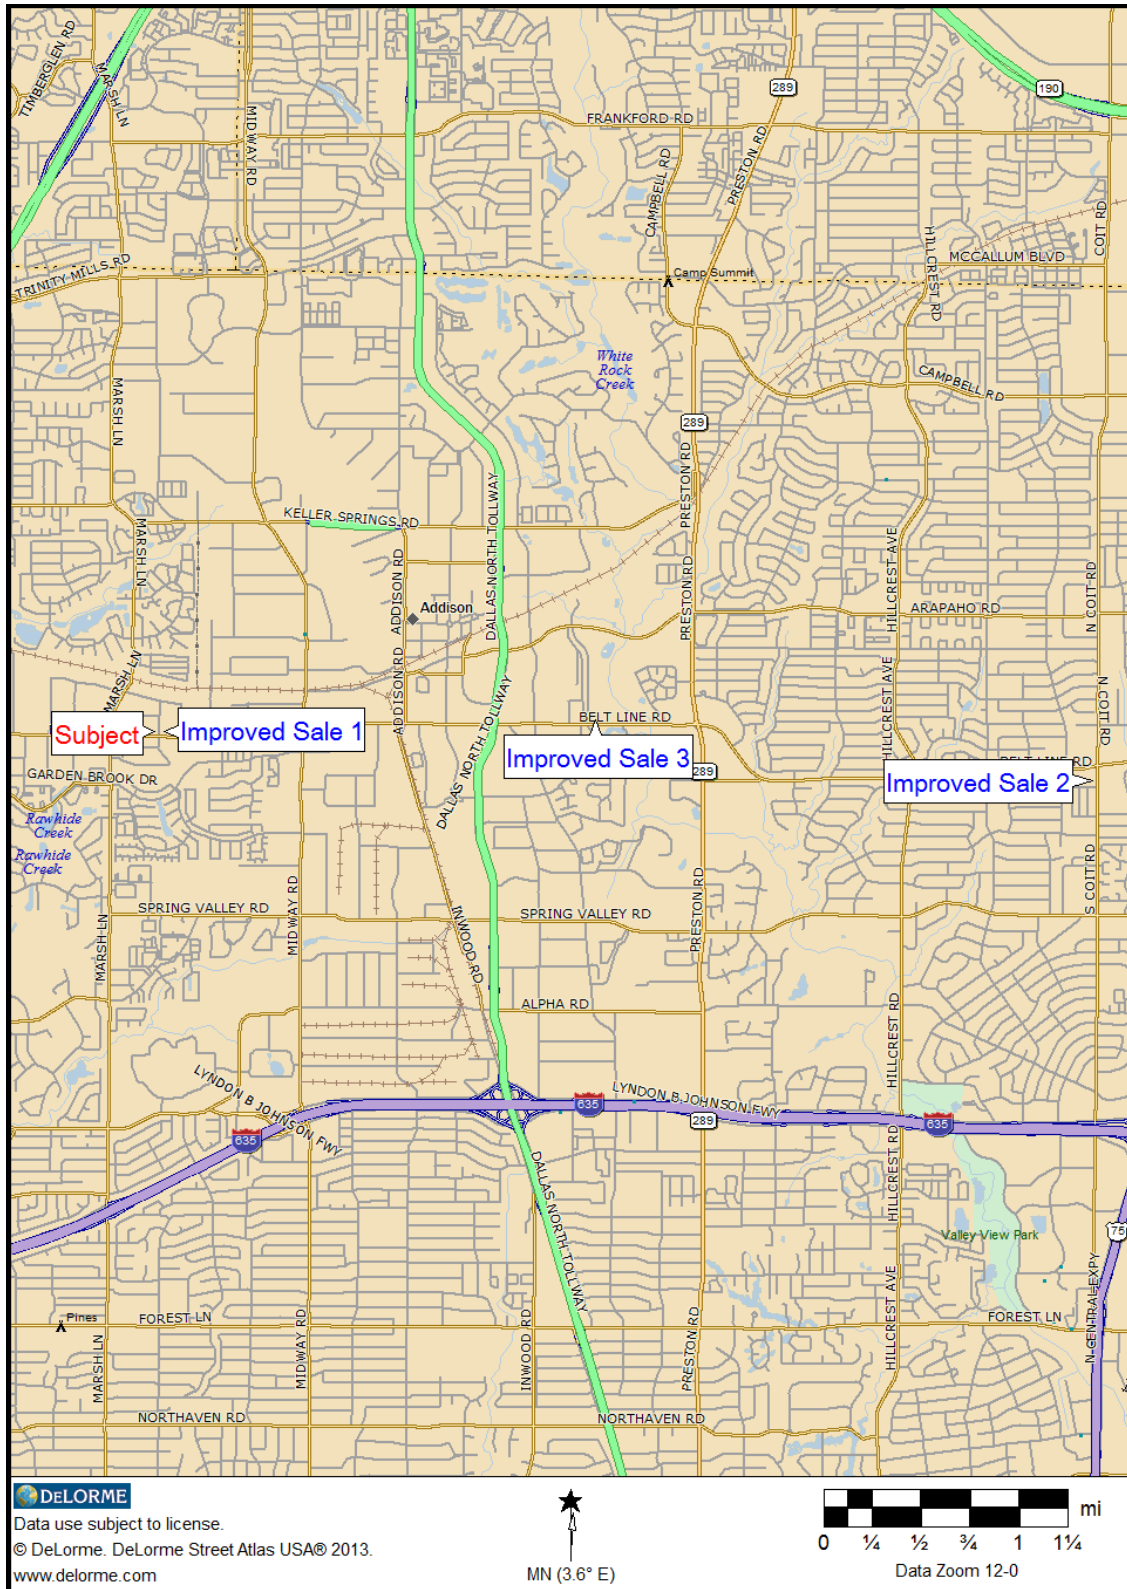 TIMBERGLEN RD
MARSH LN
MIDWAY RD
289
190
FRANKFORD RD
PRESTON RD
CAMPBELL RD
COIT RD
HILLCREST RD
MCCALLUM BLVD
TRINITY MILLS RD
Camp Summit
White
Rock
Creek
CAMPBELL RD
MARSH LN
289
PRESTON RD
DALLAS NORTH TOLLWAY
KELLER SPRINGS RD
MARSH LN
ADDISON RD
HILLCREST AVE
PRESTON RD
N COIT RD
Addison
ARAPAHO RD
MARSH LN
ADDISON RD
HILLCREST AVE
N COIT RD
DALLAS NORTH TOLLWAY
Subject
Improved Sale 1
BELT LINE RD
Improved Sale 3
289
BELT LINE RD
Improved Sale 2
GARDEN BROOK DR
Rawhide
Creek
Rawhide
Creek
S COIT RD
PRESTON RD
MIDWAY RD
SPRING VALLEY RD
SPRING VALLEY RD
INWOOD RD
MARSH LN
ALPHA RD
HILLCREST RD
LYNDON B JOHNSON FWY
LYNDON B JOHNSON FWY
635
635
289
635
HILLCREST RD
DALLAS NORTH TOLLWAY
Valley View Park
75
HILLCREST AVE
N CENTRAL EXPY
Pines
FOREST LN
FOREST LN
MARSH LN
MIDWAY RD
INWOOD RD
PRESTON RD
NORTHAVEN RD
NORTHAVEN RD
DELORME
Data use subject to license.
© DeLorme. DeLorme Street Atlas USA® 2013.
www.delorme.com
MN (3.6° E)
mi
0 ¼ ½ ¾ 1 1¼
Data Zoom 12-0